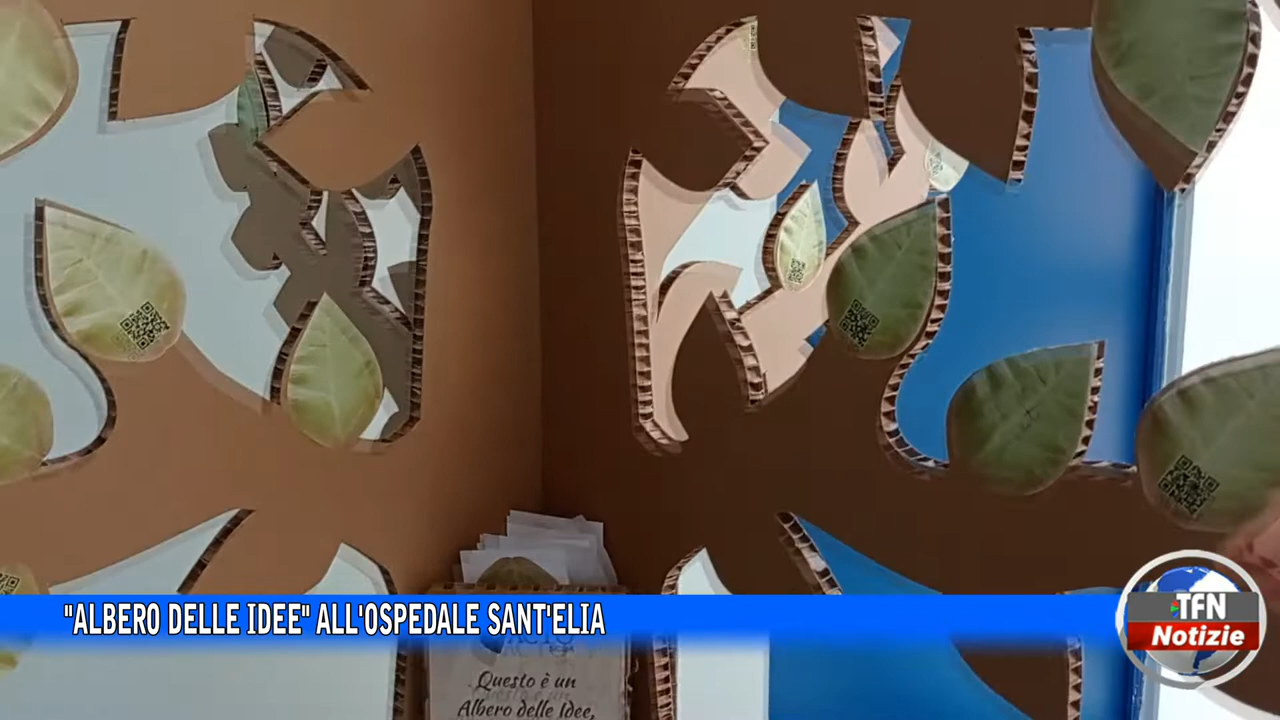 "ALBERO DELLE IDEE" ALL'OSPEDALE SANT'ELIA
TFN
Notizie
Questo è un
Albero delle Idee,